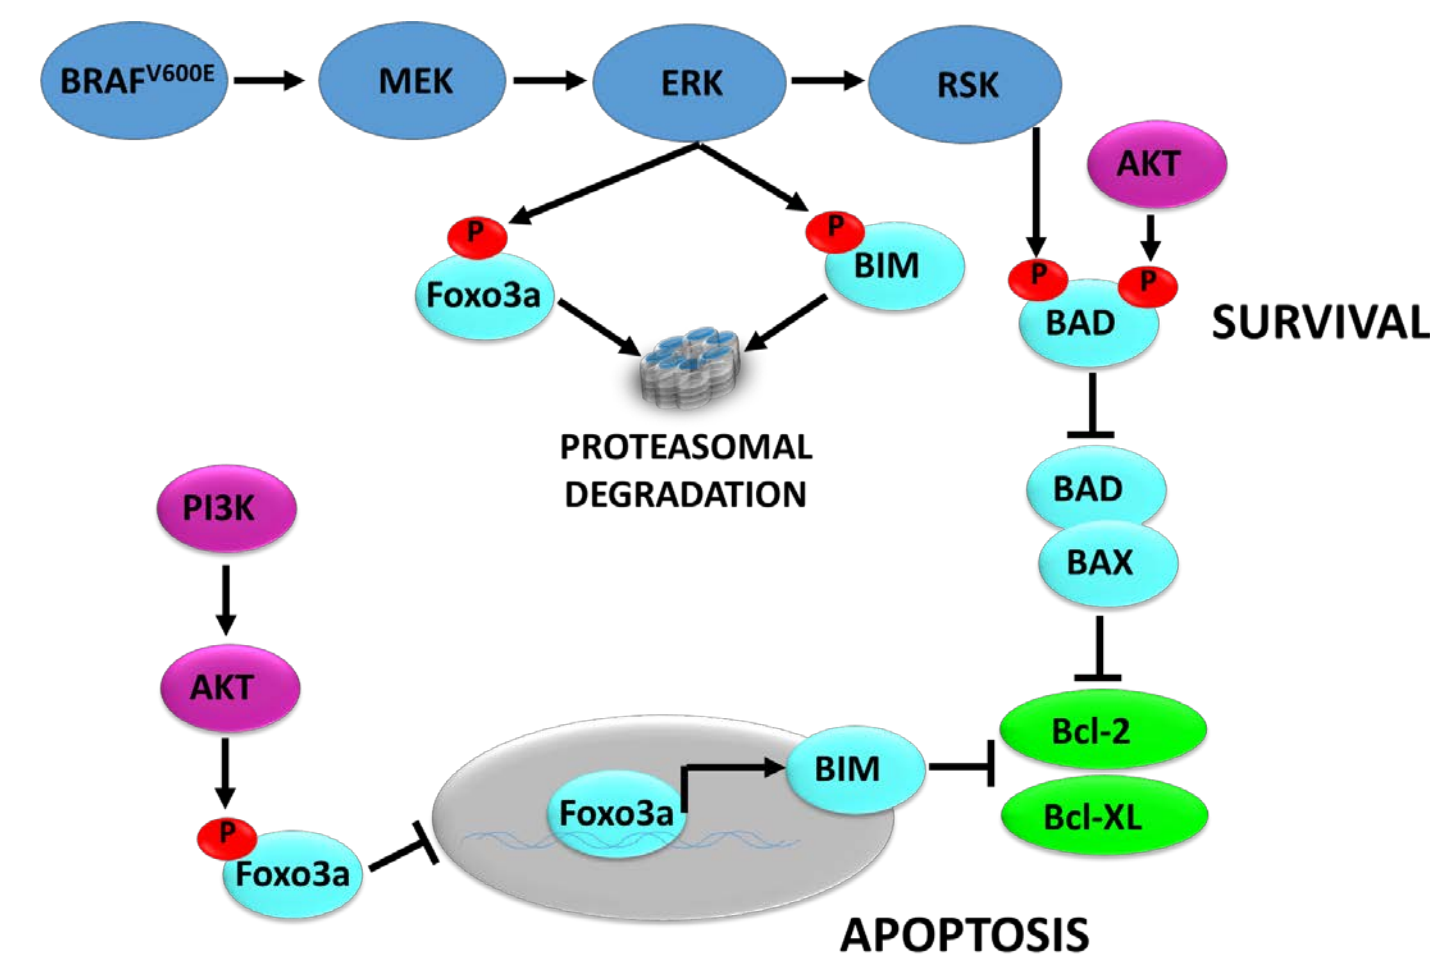 BRAFV600E
MEK
ERK
RSK
AKT
P
Foxo3a
P
BIM
P
P
BAD
SURVIVAL
PROTEASOMAL
DEGRADATION
BAD
BAX
PI3K
AKT
P
Foxo3a
Foxo3a
BIM
Bcl-2
Bcl-XL
APOPTOSIS